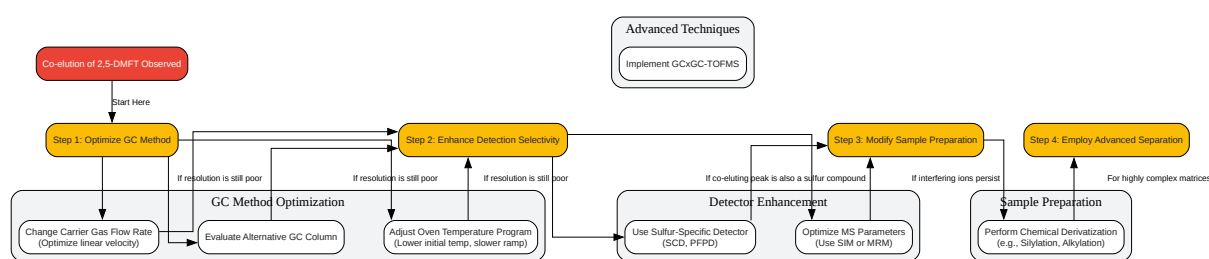 Advanced Techniques
Implement GCxGC-TOFMS
Co-elution of 2,5-DMFT Observed
Start Here
Step 1: Optimize GC Method
Step 2: Enhance Detection Selectivity
Step 3: Modify Sample Preparation
Step 4: Employ Advanced Separation
If resolution is still poor
If resolution is still poor
If resolution is still poor
If co-eluting peak is also a sulfur compound
If interfering ions persist
For highly complex matrices
GC Method Optimization
Change Carrier Gas Flow Rate
(Optimize linear velocity)
Evaluate Alternative GC Column
Adjust Oven Temperature Program
(Lower initial temp, slower ramp)
Detector Enhancement
Use Sulfur-Specific Detector
(SCD, PFPD)
Optimize MS Parameters
(Use SIM or MRM)
Sample Preparation
Perform Chemical Derivatization
(e.g., Silylation, Alkylation)